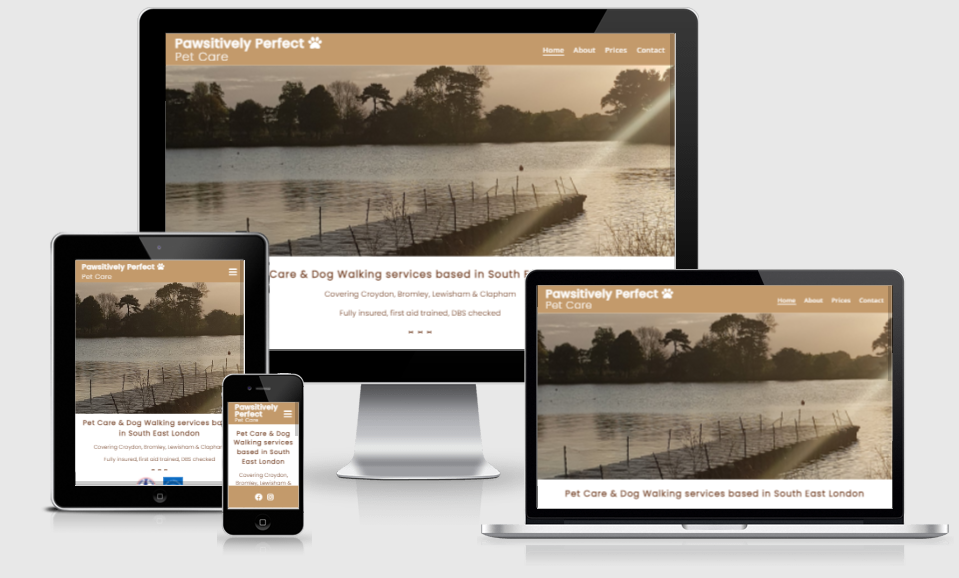 Pawsitively Perfect
Pet Care
Home About Prices Contact
Care & Dog Walking services based in South E
Covering Croydon, Bromley, Lewisham & Clapham
Fully insured, first aid trained, DBS checked
Pawsitively Perfect
Pet Care
Pet Care & Dog Walking services ba
in South East London
Covering Croydon, Bromley, Lewisham & Clapham
Fully insured, first aid trained, DBS checked
Pawsitively
Perfect
Pet Care
Pet Care & Dog
Walking services
based in South
East London
Covering Croydon,
Bromley, Lewisham &
Pawsitively Perfect
Pet Care
Home About Prices Contact
Pet Care & Dog Walking services based in South East London